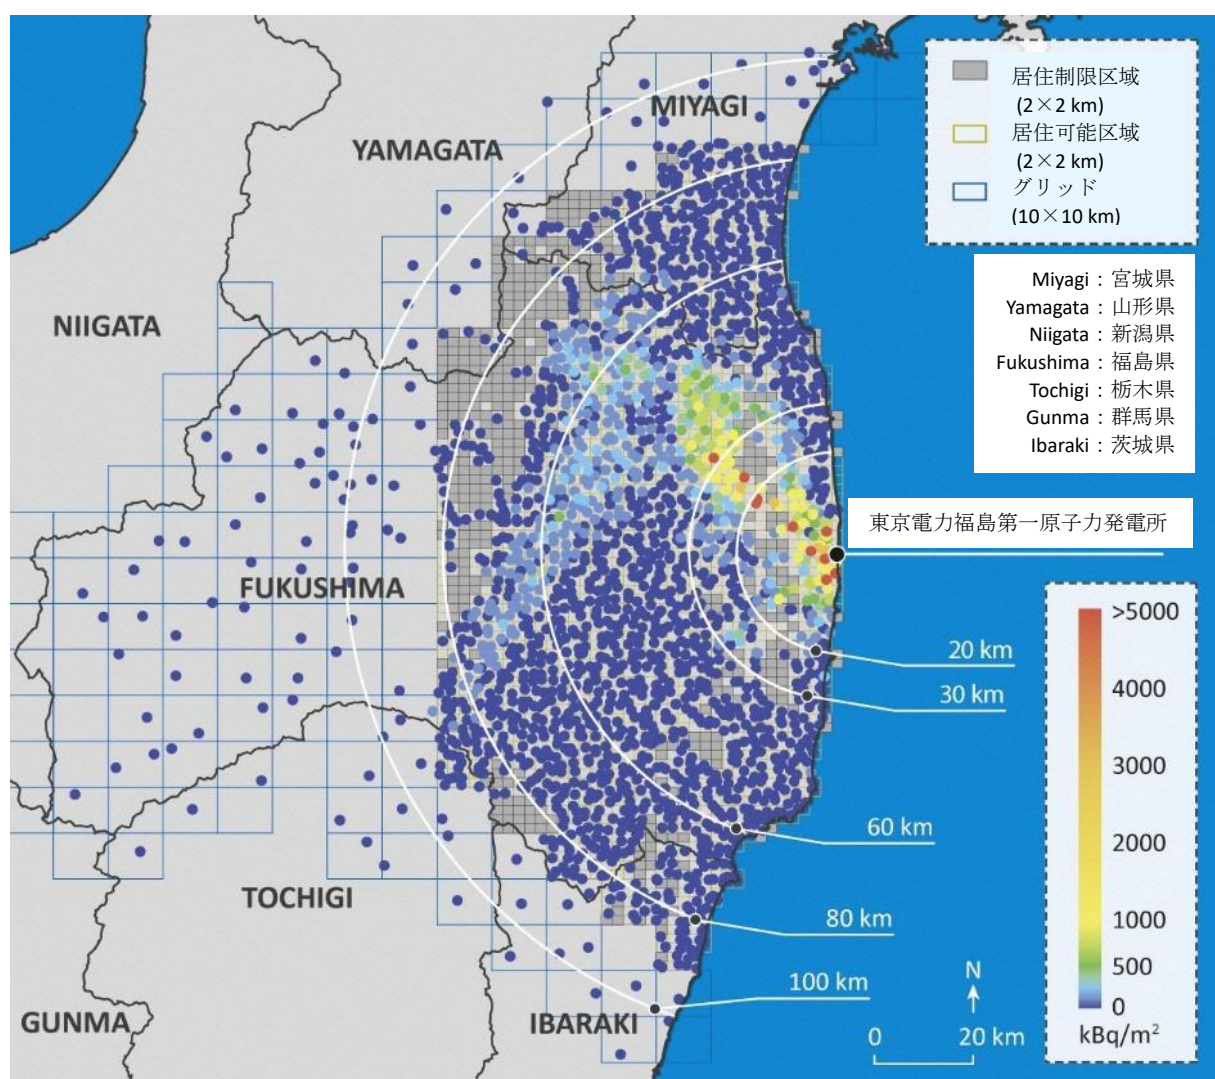 MIYAGI
YAMAGATA
NIIGATA
FUKUSHIMA
TOCHIGI
GUNMA
IBARAKI
居住制限区域
(2×2 km)
居住可能区域
(2×2 km)
グリッド
(10×10 km)
Miyagi：宮城県
Yamagata：山形県
Niigata：新潟県
Fukushima：福島県
Tochigi：栃木県
Gunma：群馬県
Ibaraki：茨城県
東京電力福島第一原子力発電所
20 km
30 km
60 km
80 km
100 km
>5000
4000
3000
2000
1000
500
0
kBq/m²
N
0 20 km